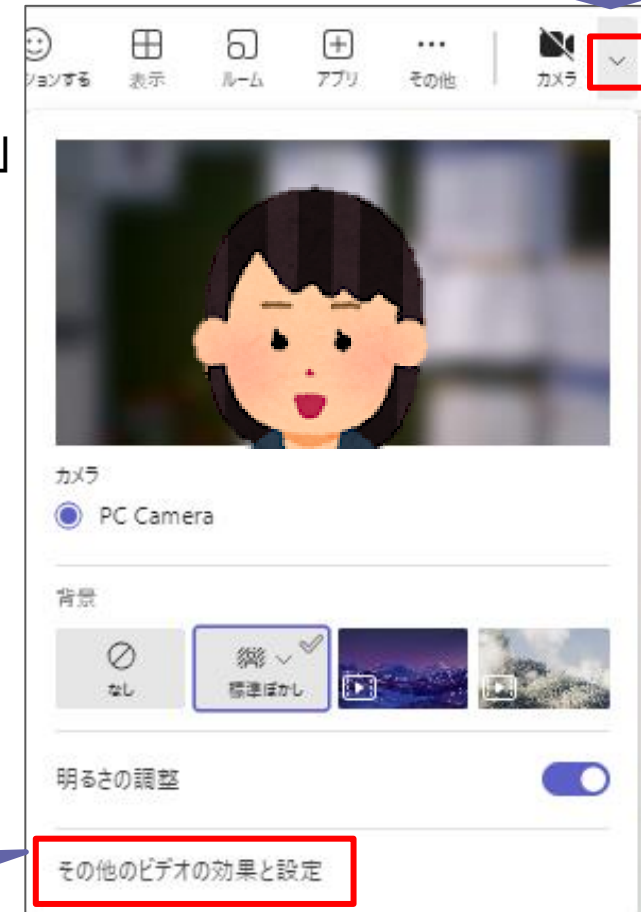 ションする 表示 ルーム アプリ その他 カメラ
」
カメラ
PC Camera
背景
なし 標準ぼかし
明るさの調整
その他のビデオの効果と設定